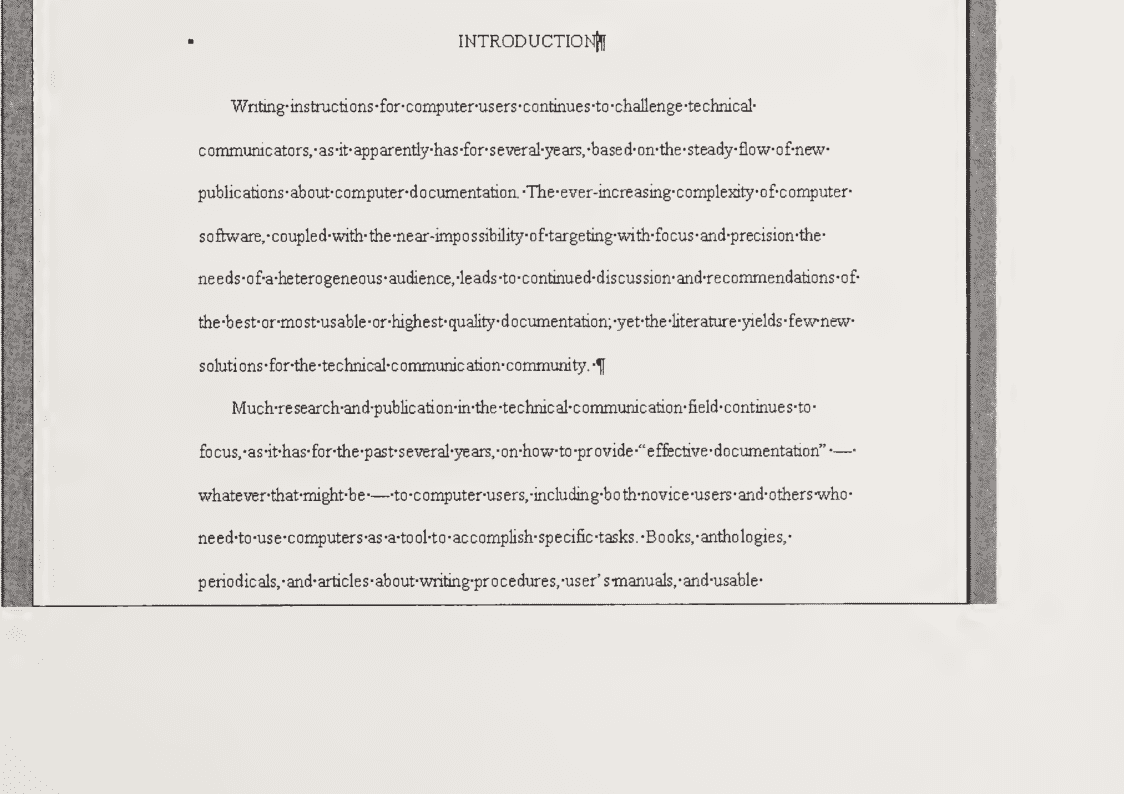 INTRODUCTION¶
Writing·instructions·for·computer·users·continues·to·challenge·technical·
communicators,·as·it·apparently·has·for·several·years,·based·on·the·steady·flow·of·new·
publications·about·computer·documentation.·The·ever-increasing·complexity·of·computer·
software,·coupled·with·the·near-impossibility·of·targeting·with·focus·and·precision·the·
needs·of·a·heterogeneous·audience,·leads·to·continued·discussion·and·recommendations·of·
the·best·or·most·usable·or·highest·quality·documentation;·yet·the·literature·yields·few·new·
solutions·for·the·technical·communication·community.·¶
Much·research·and·publication·in·the·technical·communication·field·continues·to·
focus,·as·it·has·for·the·past·several·years,·on·how·to·provide·“effective·documentation”·—·
whatever·that·might·be·—·to·computer·users,·including·both·novice·users·and·others·who·
need·to·use·computers·as·a·tool·to·accomplish·specific·tasks.·Books,·anthologies,·
periodicals,·and·articles·about·writing·procedures,·user’s·manuals,·and·usable·